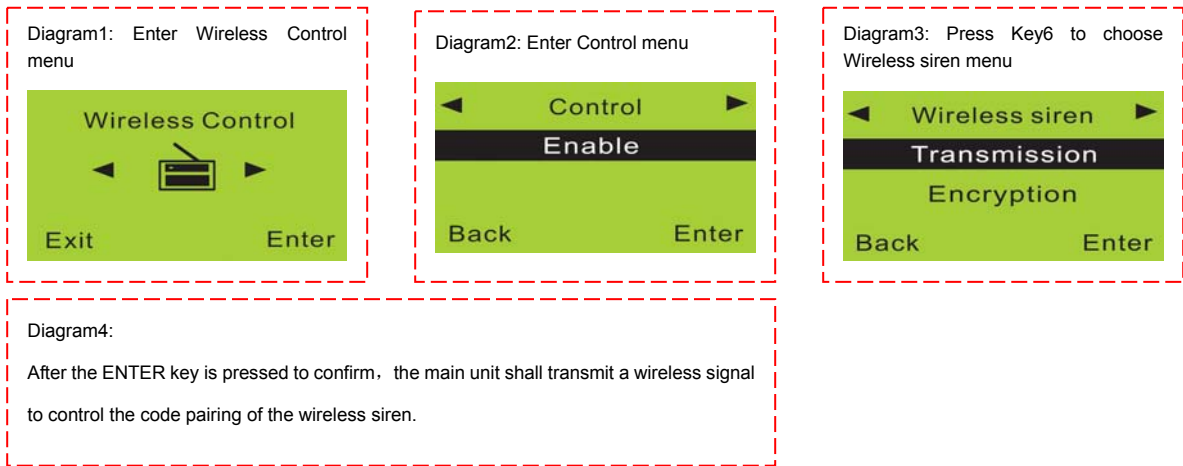 Diagram1: Enter Wireless Control
menu
Wireless Control
Exit Enter
Diagram2: Enter Control menu
Control
Enable
Back Enter
Diagram3: Press Key6 to choose
Wireless siren menu
Wireless siren
Transmission
Encryption
Back Enter
Diagram4:
After the ENTER key is pressed to confirm，the main unit shall transmit a wireless signal
to control the code pairing of the wireless siren.